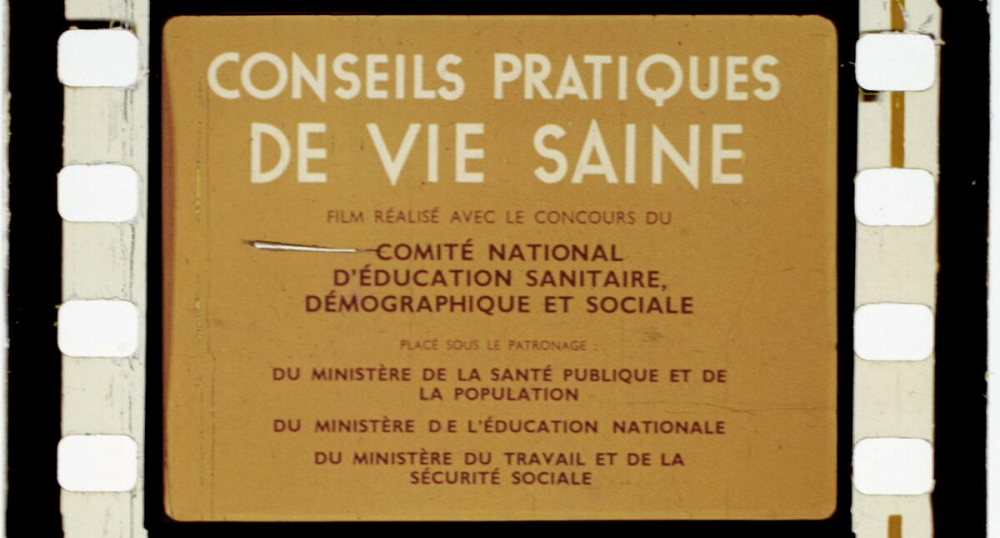 CONSEILS PRATIQUES
DE VIE SAINE
FILM RÉALISÉ AVEC LE CONCOURS DU
COMITÉ NATIONAL
D'ÉDUCATION SANITAIRE,
DÉMOGRAPHIQUE ET SOCIALE
PLACÉ SOUS LE PATRONAGE :
DU MINISTÈRE DE LA SANTÉ PUBLIQUE ET DE
LA POPULATION
DU MINISTÈRE DE L'ÉDUCATION NATIONALE
DU MINISTÈRE DU TRAVAIL ET DE LA
SÉCURITÉ SOCIALE